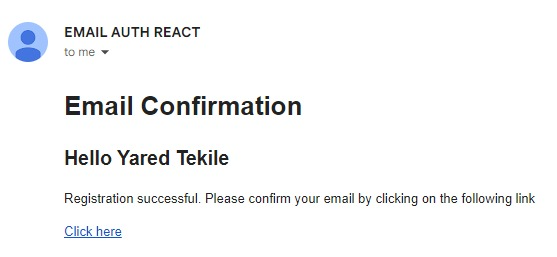 EMAIL AUTH REACT
to me
Email Confirmation
Hello Yared Tekile
Registration successful. Please confirm your email by clicking on the following link
Click here